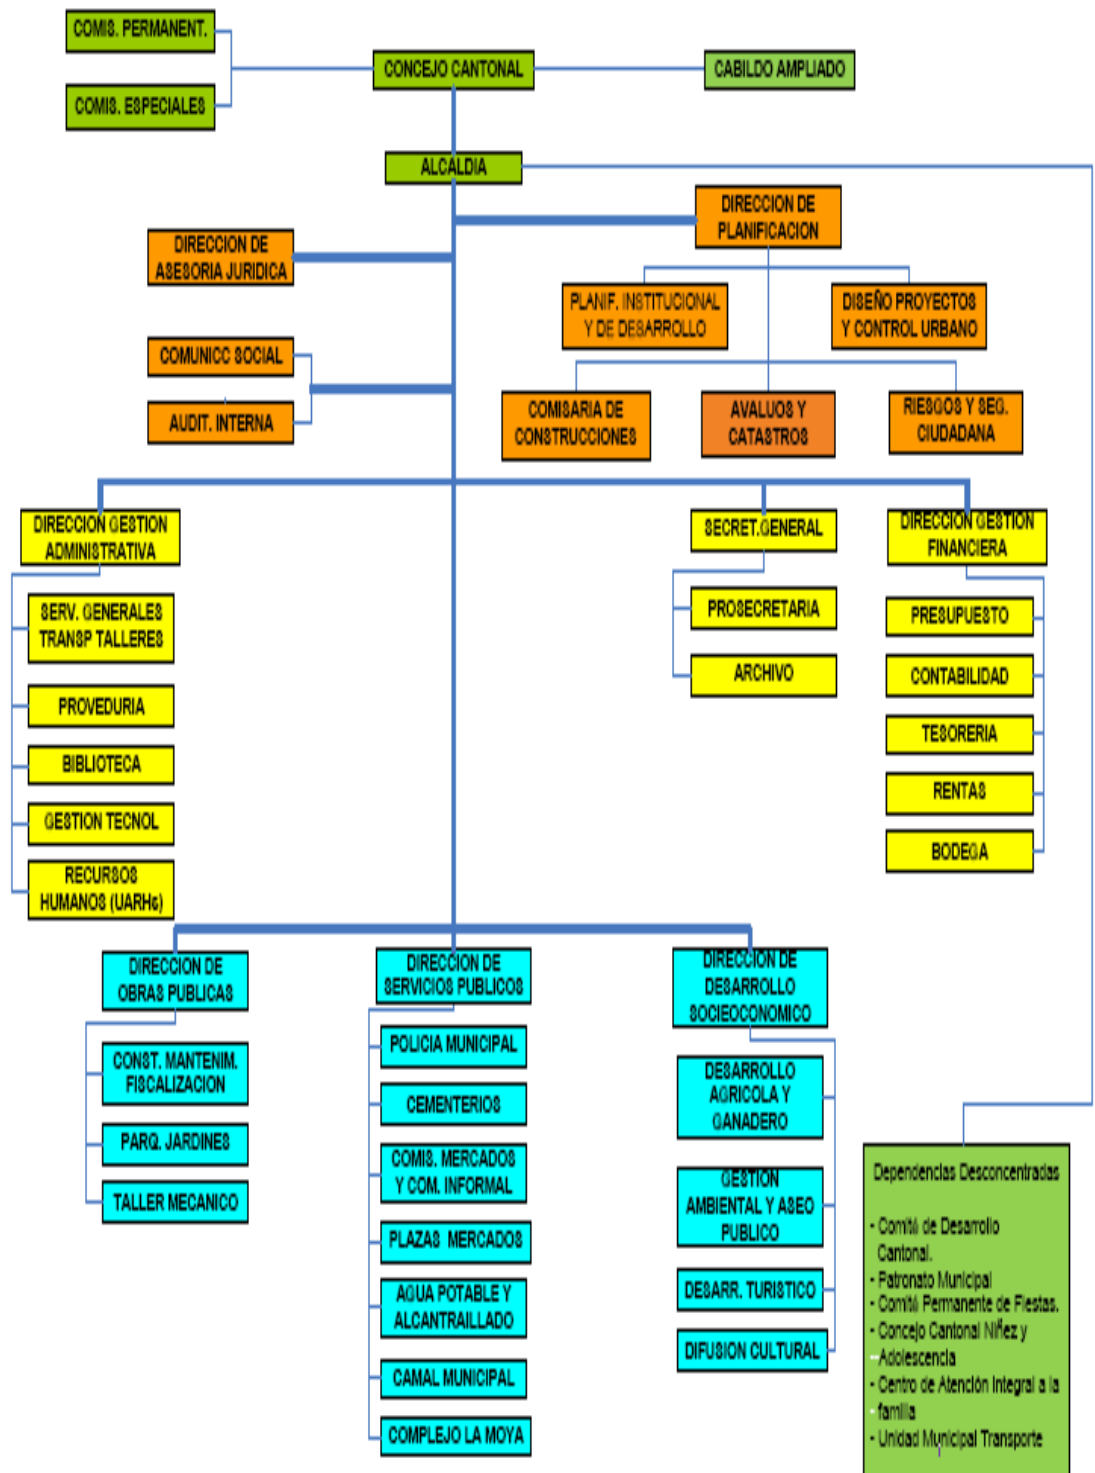 COMIS. PERMANENT.
CONCEJO CANTONAL
CABILDO AMPLIADO
COMIS. ESPECIALES
ALCALDIA
DIRECCION DE
PLANIFICACION
DIRECCION DE
ASESORIA JURIDICA
PLANIF. INSTITUCIONAL
Y DE DESARROLLO
DISEÑO PROYECTOS
Y CONTROL URBANO
COMUNICC SOCIAL
AUDIT. INTERNA
COMISARIA DE
CONSTRUCCIONES
AVALUOS Y
CATASTROS
RIESGOS Y SEG.
CIUDADANA
DIRECCION GESTION
ADMINISTRATIVA
SERV. GENERALES
TRANSP TALLERES
PROVEDURIA
BIBLIOTECA
GESTION TECNOL
RECURSOS
HUMANOS (UARHs)
SECRET.GENERAL
PROSECRETARIA
ARCHIVO
DIRECCION GESTION
FINANCIERA
PRESUPUESTO
CONTABILIDAD
TESORERIA
RENTAS
BODEGA
DIRECCION DE
OBRAS PUBLICAS
CONST. MANTENIM.
FISCALIZACION
PARQ. JARDINES
TALLER MECANICO
DIRECCION DE
SERVICIOS PUBLICOS
POLICIA MUNICIPAL
CEMENTERIOS
COMIS. MERCADOS
Y COM. INFORMAL
PLAZAS MERCADOS
AGUA POTABLE Y
ALCANTRAILLADO
CAMAL MUNICIPAL
COMPLEJO LA MOYA
DIRECCION DE
DESARROLLO
SOCIEOCONOMICO
DESARROLLO
AGRICOLA Y
GANADERO
GESTION
AMBIENTAL Y ASEO
PUBLICO
DESARR. TURISTICO
DIFUSION CULTURAL
Dependencias Desconcentradas
- Comité de Desarrollo
Cantonal.
- Patronato Municipal
- Comité Permanente de Fiestas.
- Concejo Cantonal Niñez y
Adolescencia
- Centro de Atención Integral a la
familia
- Unidad Municipal Transporte